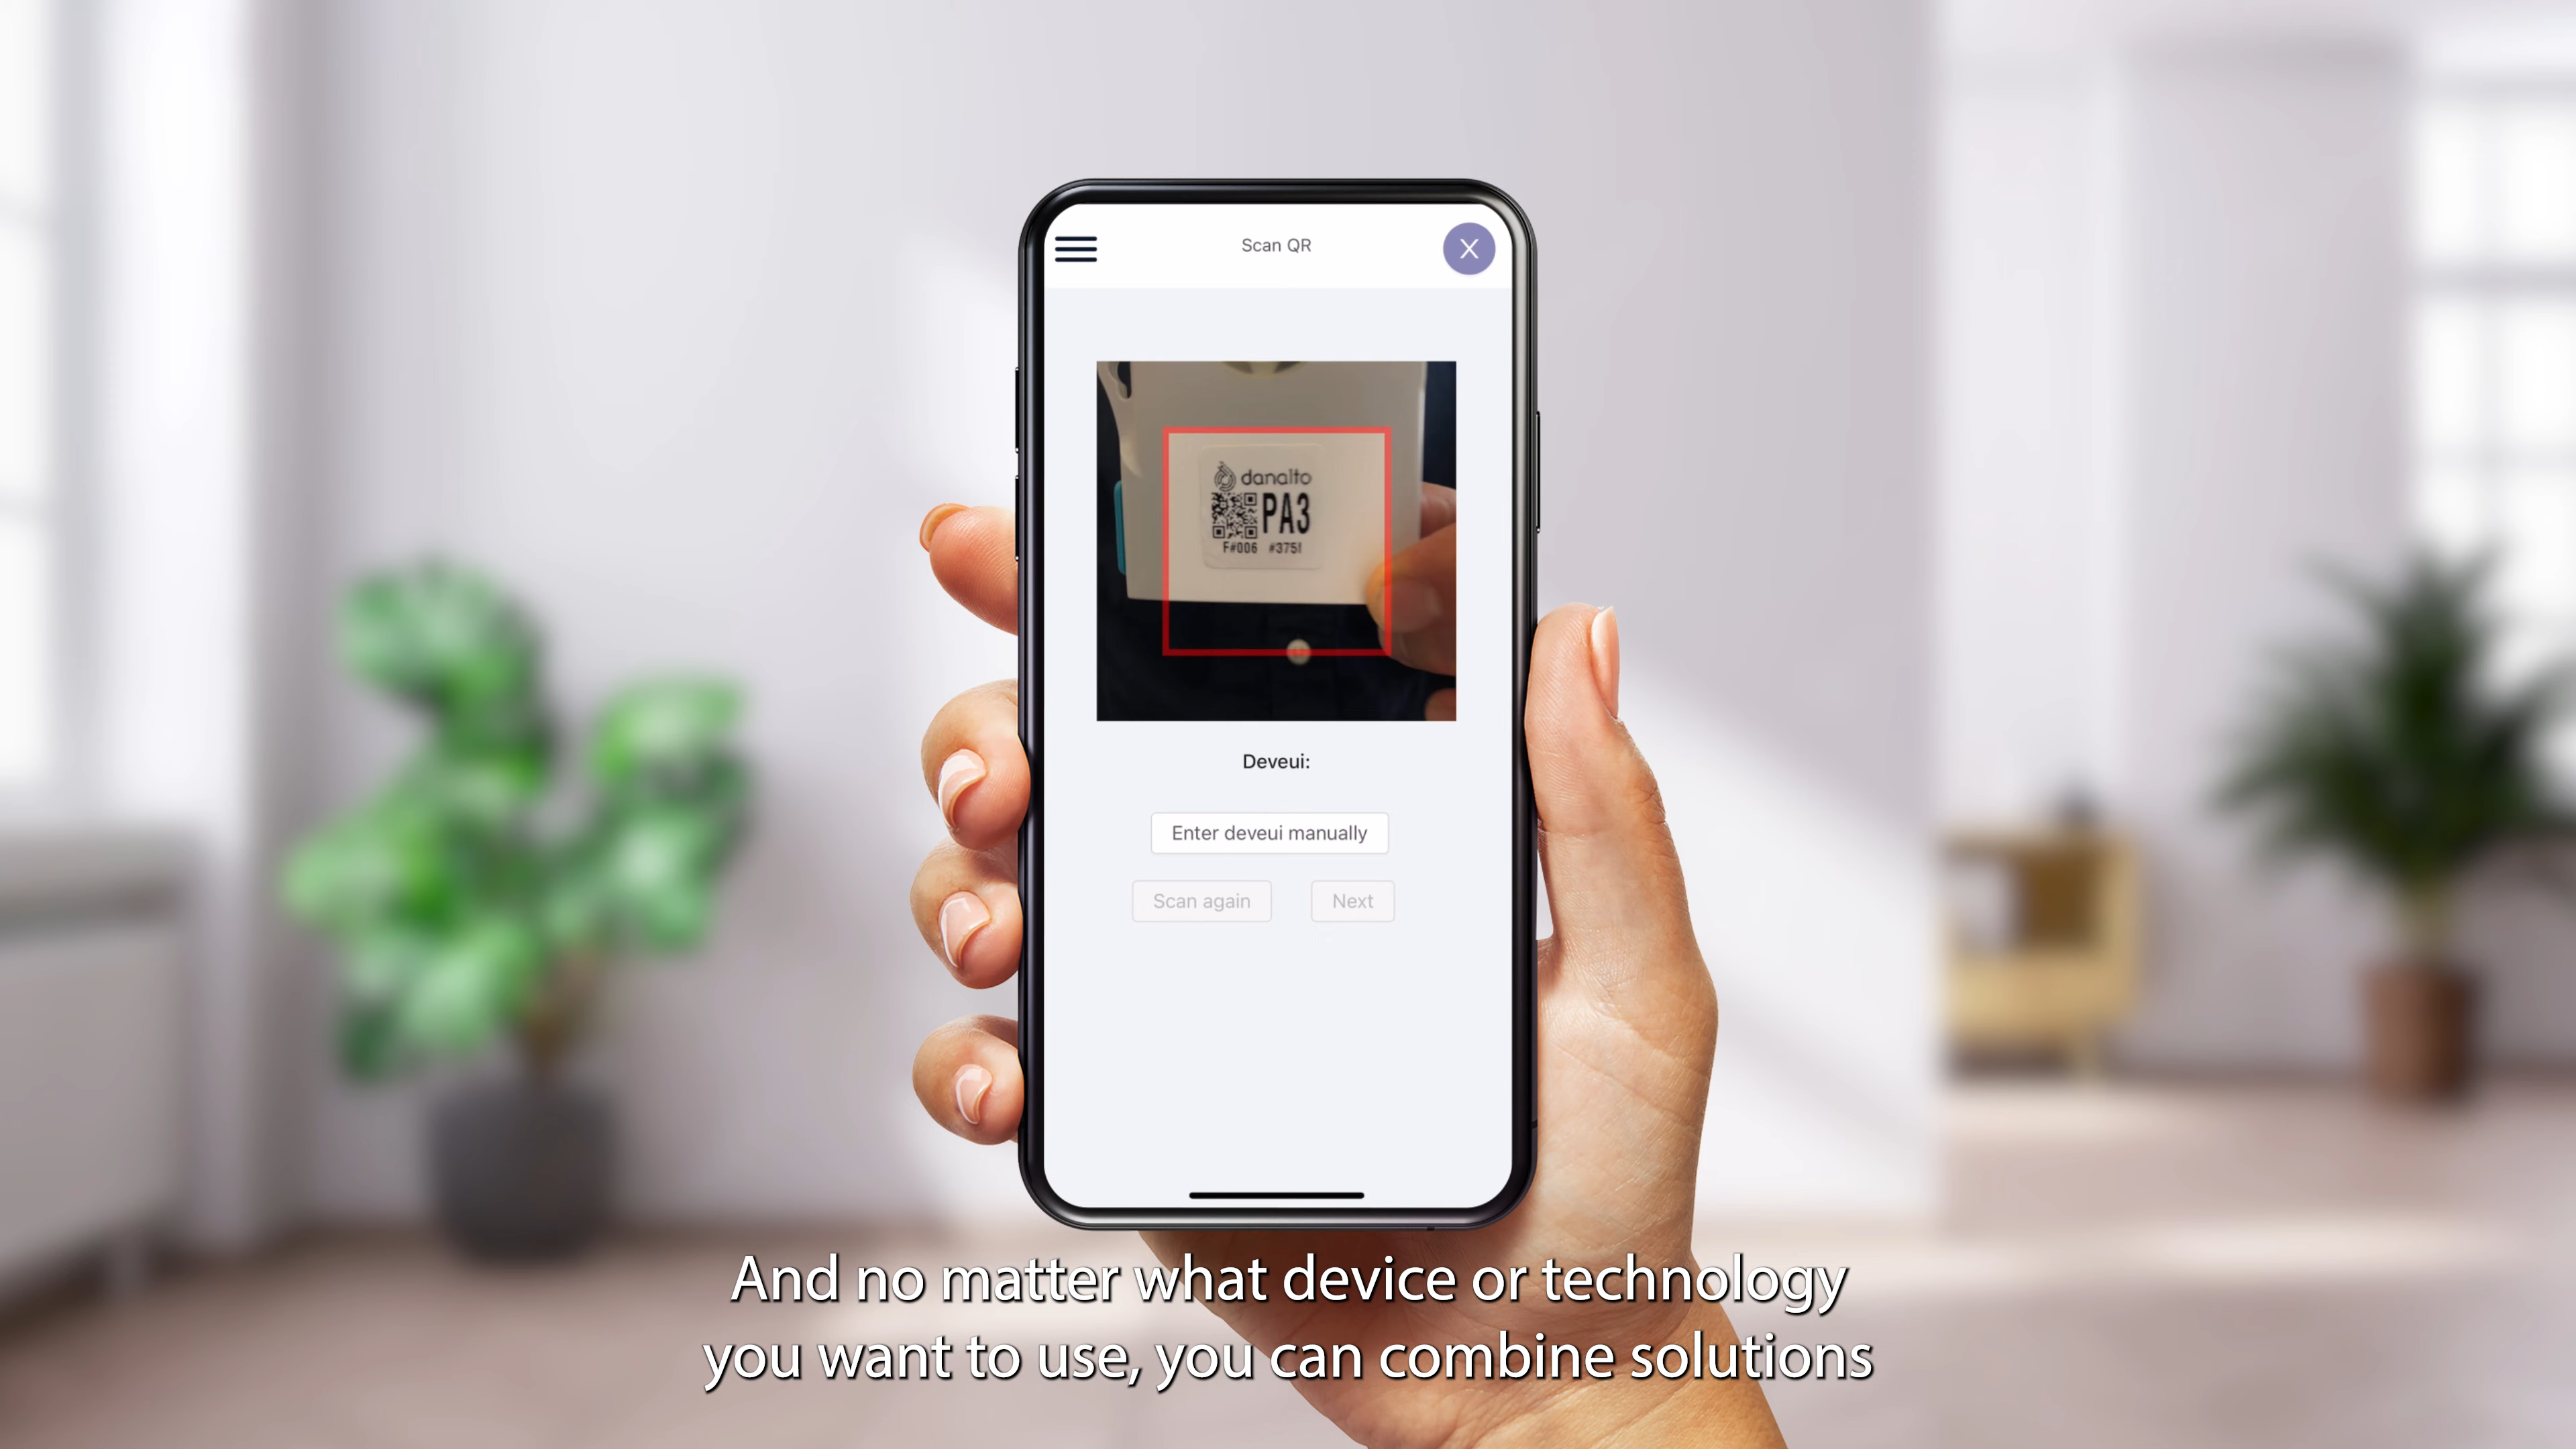 Scan QR
X
danalto
PA3
F#006 #375f
Deveui:
Enter deveui manually
Scan again
Next
And no matter what device or technology
you want to use, you can combine solutions